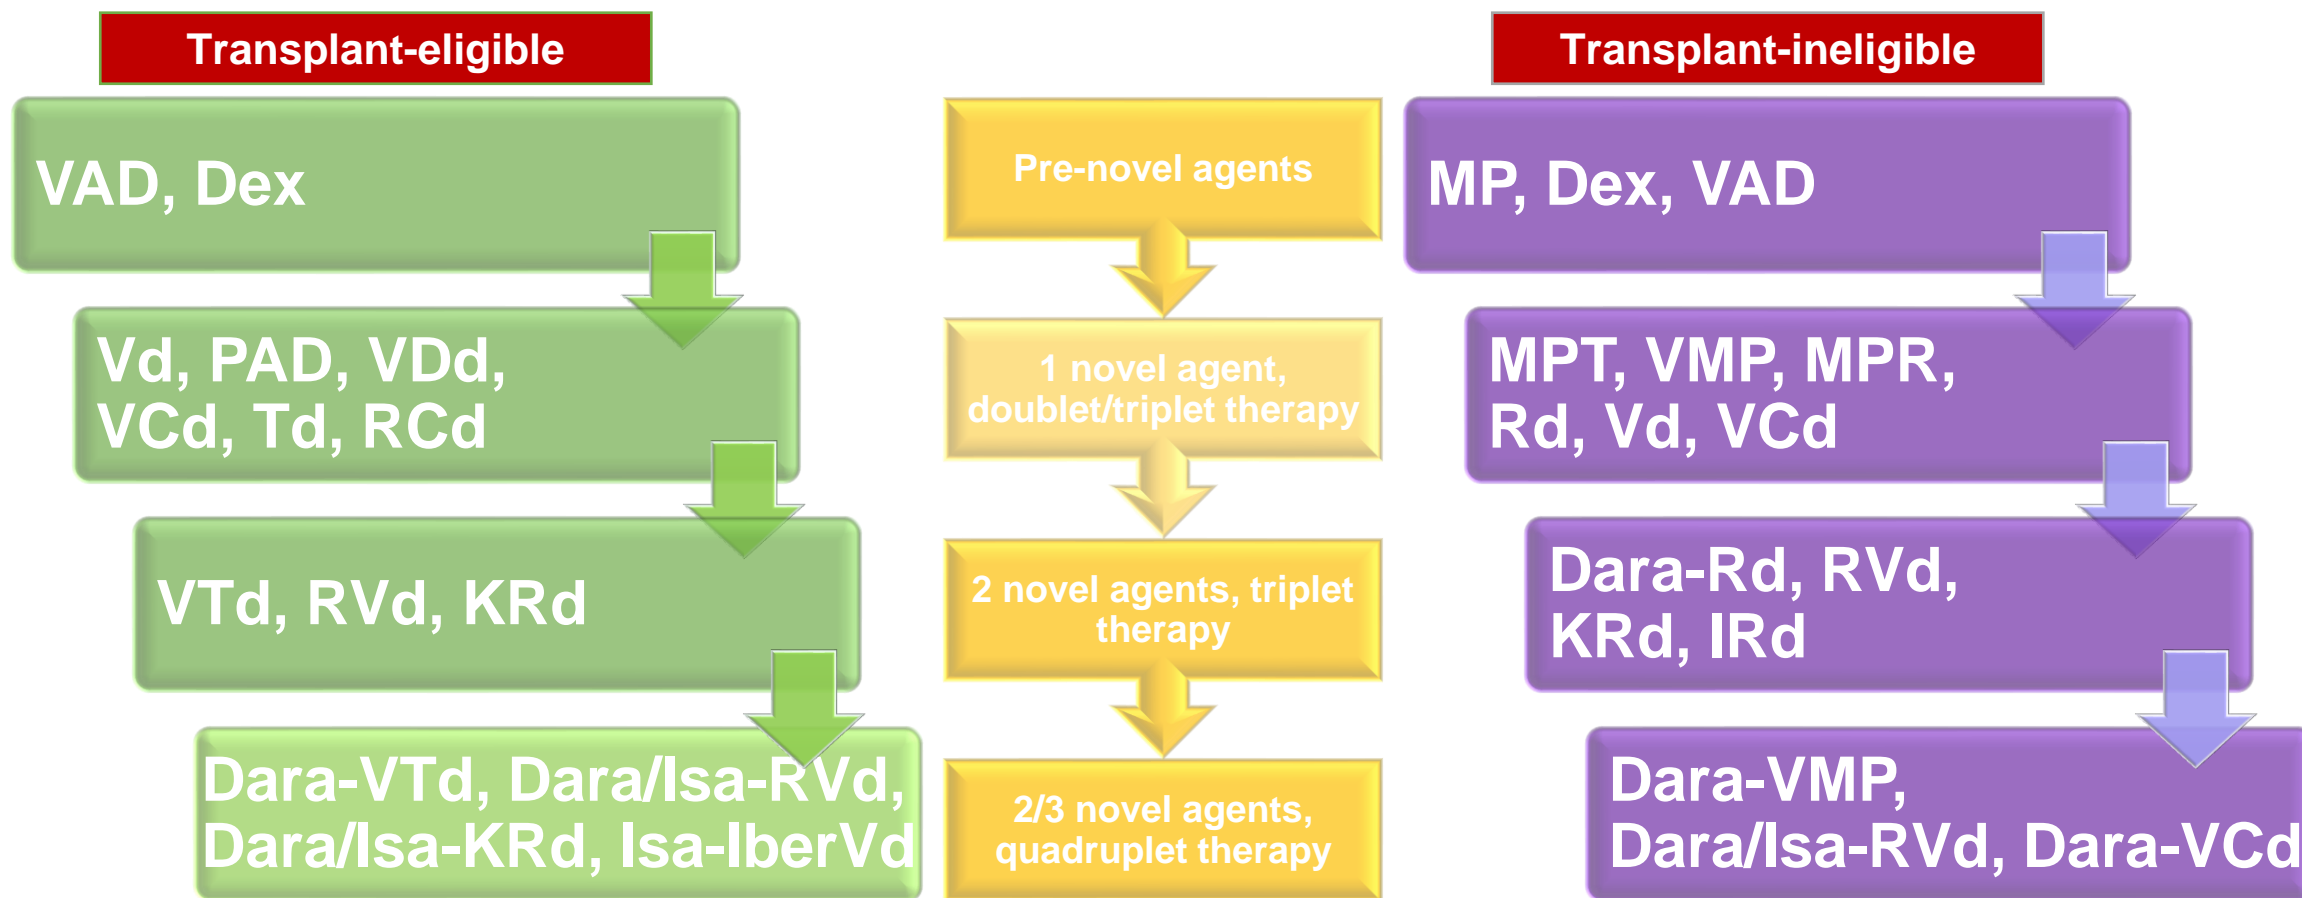 Transplant-eligible
VAD, Dex
Vd, PAD, VDd,
VCd, Td, RCd
VTd, RVd, KRd
Dara-VTd, Dara/Isa-RVd,
Dara/Isa-KRd, Isa-IberVd
Pre-novel agents
1 novel agent,
doublet/triplet therapy
2 novel agents, triplet
therapy
2/3 novel agents,
quadruplet therapy
Transplant-ineligible
MP, Dex, VAD
MPT, VMP, MPR,
Rd, Vd, VCd
Dara-Rd, RVd,
KRd, IRd
Dara-VMP,
Dara/Isa-RVd, Dara-VCd